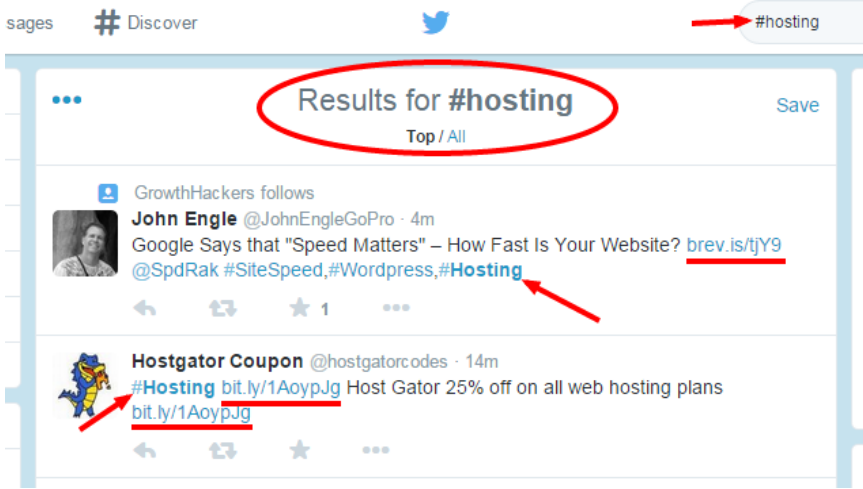 sages # Discover #hosting
Results for #hosting
Save
Top / All
GrowthHackers follows
John Engle @JohnEngleGoPro · 4m
Google Says that "Speed Matters" – How Fast Is Your Website? brev.is/tjY9
@SpdRak #SiteSpeed,#Wordpress,#Hosting
1
Hostgator Coupon @hostgatorcodes · 14m
#Hosting bit.ly/1AoypJg Host Gator 25% off on all web hosting plans
bit.ly/1AoypJg